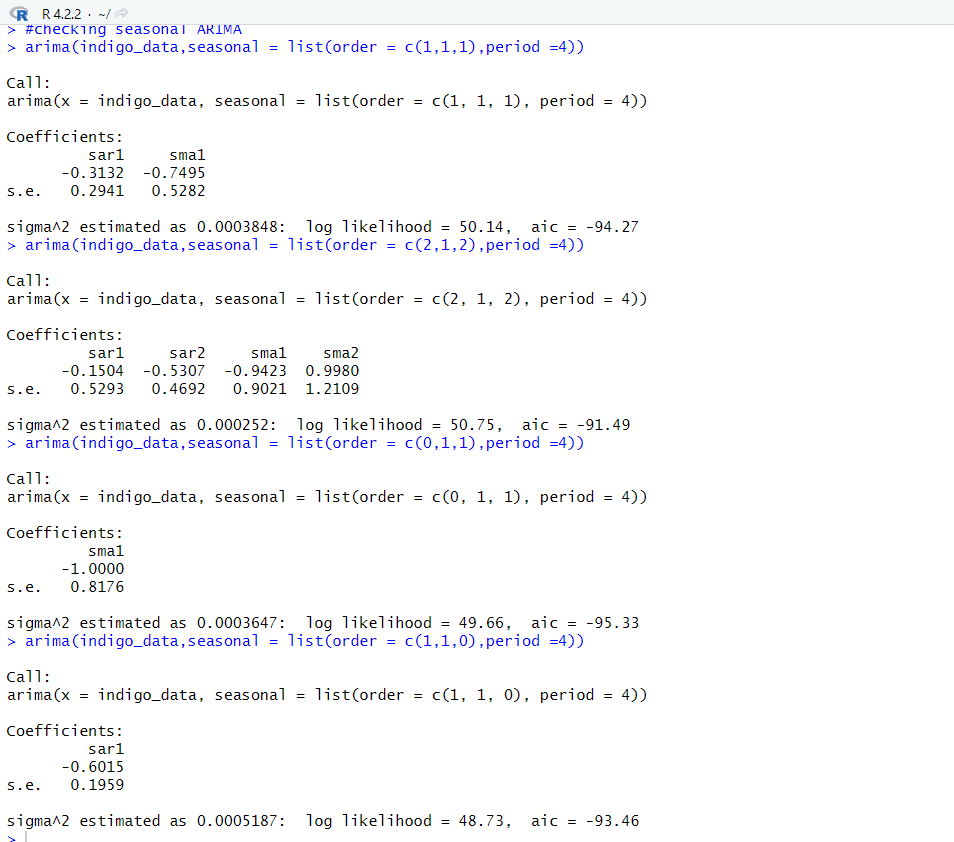 R R 4.2.2 · ~/
> #checking seasonal ARIMA
> arima(indigo_data,seasonal = list(order = c(1,1,1),period =4))
Call:
arima(x = indigo_data, seasonal = list(order = c(1, 1, 1), period = 4))
Coefficients:
         sar1     sma1
      -0.3132  -0.7495
s.e.   0.2941   0.5282
sigma^2 estimated as 0.0003848:  log likelihood = 50.14,  aic = -94.27
> arima(indigo_data,seasonal = list(order = c(2,1,2),period =4))
Call:
arima(x = indigo_data, seasonal = list(order = c(2, 1, 2), period = 4))
Coefficients:
         sar1     sar2     sma1    sma2
      -0.1504  -0.5307  -0.9423  0.9980
s.e.   0.5293   0.4692   0.9021  1.2109
sigma^2 estimated as 0.000252:  log likelihood = 50.75,  aic = -91.49
> arima(indigo_data,seasonal = list(order = c(0,1,1),period =4))
Call:
arima(x = indigo_data, seasonal = list(order = c(0, 1, 1), period = 4))
Coefficients:
         sma1
      -1.0000
s.e.   0.8176
sigma^2 estimated as 0.0003647:  log likelihood = 49.66,  aic = -95.33
> arima(indigo_data,seasonal = list(order = c(1,1,0),period =4))
Call:
arima(x = indigo_data, seasonal = list(order = c(1, 1, 0), period = 4))
Coefficients:
         sar1
      -0.6015
s.e.   0.1959
sigma^2 estimated as 0.0005187:  log likelihood = 48.73,  aic = -93.46
>